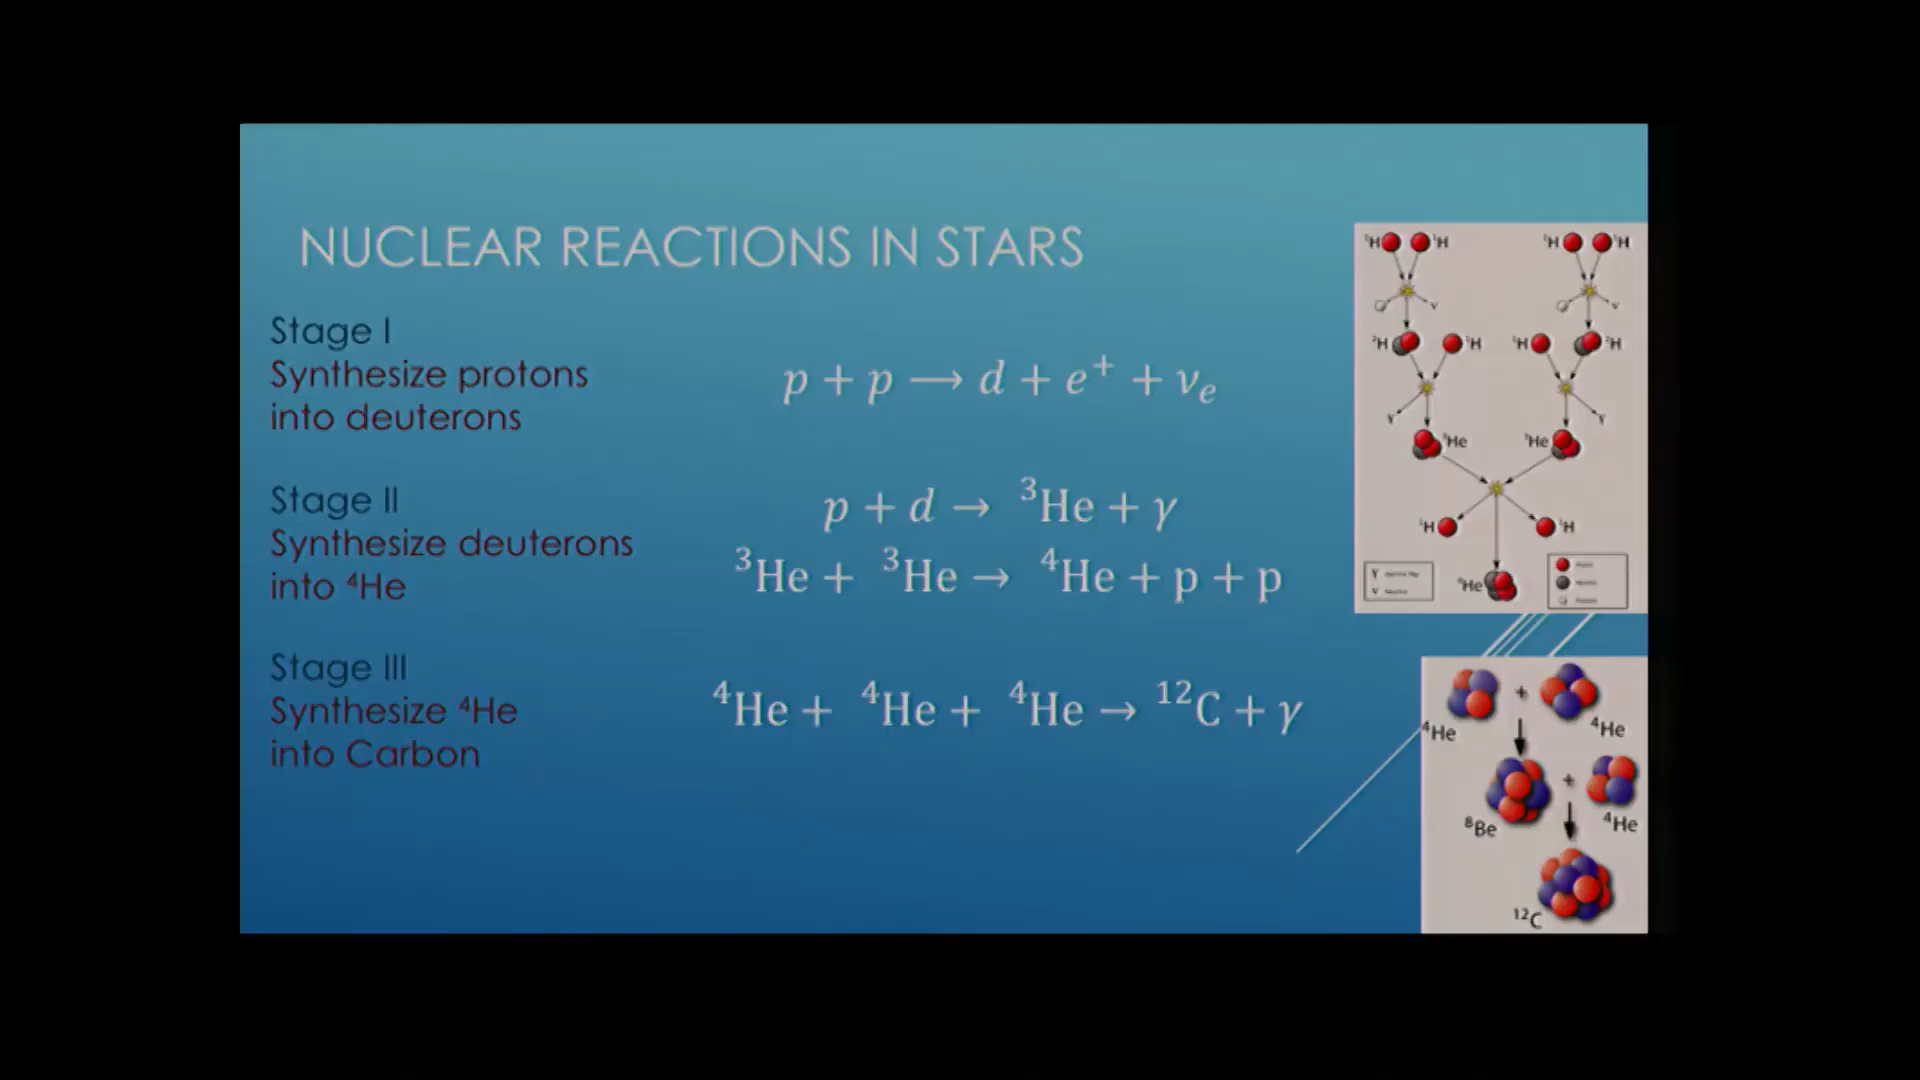 NUCLEAR REACTIONS IN STARS
Stage I
Synthesize protons
into deuterons
p + p ⟶ d + e⁺ + νₑ
Stage II
Synthesize deuterons
into ⁴He
p + d → ³He + γ
³He + ³He → ⁴He + p + p
Stage III
Synthesize ⁴He
into Carbon
⁴He + ⁴He + ⁴He → ¹²C + γ
¹H ¹H ¹H ¹H
ν ν
²H ¹H ¹H ²H
γ γ
³He ³He
¹H ¹H
γ
ν
⁴He
+
⁴He ⁴He
+
⁸Be ⁴He
¹²C